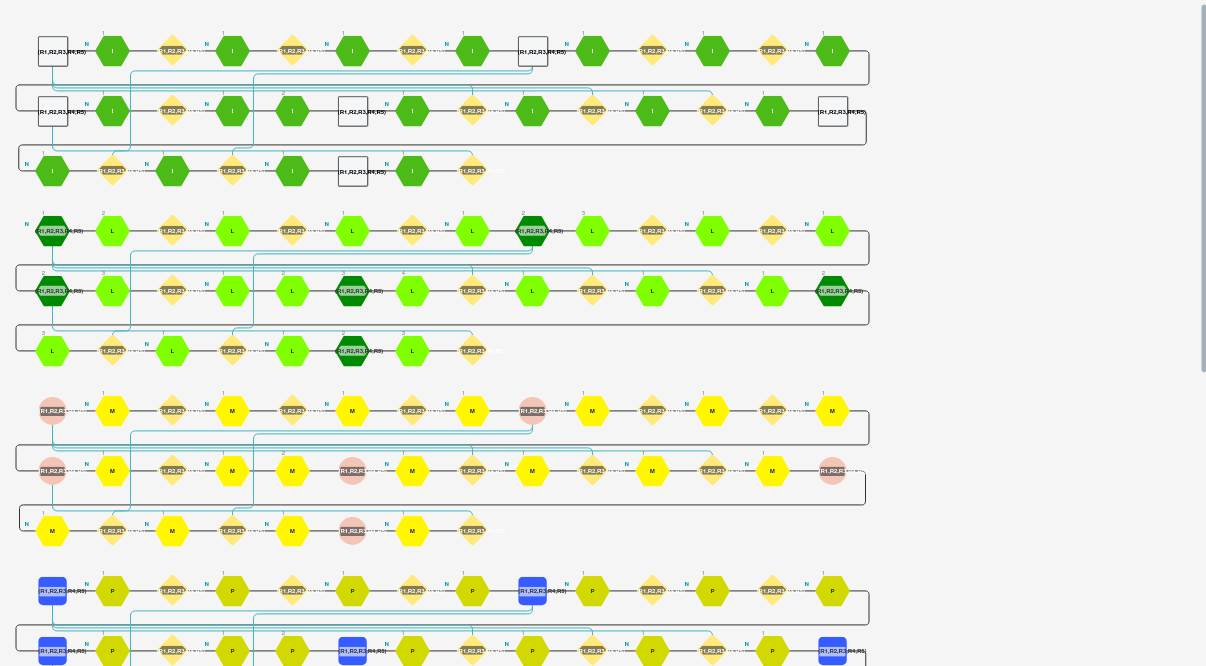 (R1,R2,R3,R4,R5) N 1 I R1,R2,R3 N 1 I R1,R2,R3 N 1 I R1,R2,R3 N 1 I (R1,R2,R3,R4,R5) N 1 I R1,R2,R3 N 1 I R1,R2,R3 N 1 I
(R1,R2,R3,R4,R5) N 1 I R1,R2,R3 N 1 I 2 I (R1,R2,R3,R4,R5) N 1 I R1,R2,R3 N 1 I R1,R2,R3 N 1 I R1,R2,R3 N 1 I (R1,R2,R3,R4,R5)
N 1 I R1,R2,R3 N 1 I R1,R2,R3 N 1 I (R1,R2,R3,R4,R5) N 1 I R1,R2,R3
N 1 (R1,R2,R3,R4,R5) 2 L R1,R2,R3 N 1 L R1,R2,R3 N 1 L R1,R2,R3 N 1 L 2 (R1,R2,R3,R4,R5) 3 L R1,R2,R3 N 1 L R1,R2,R3 N 1 L
2 (R1,R2,R3,R4,R5) 3 L R1,R2,R3 N 1 L 2 L 3 (R1,R2,R3,R4,R5) 4 L R1,R2,R3 N 1 L R1,R2,R3 N 1 L R1,R2,R3 N 1 L 2 (R1,R2,R3,R4,R5)
3 L R1,R2,R3 N 1 L R1,R2,R3 N 1 L 2 (R1,R2,R3,R4,R5) 3 L R1,R2,R3
R1,R2,R3 N 1 M R1,R2,R3 N 1 M R1,R2,R3 N 1 M R1,R2,R3 N 1 M R1,R2,R3 N 1 M R1,R2,R3 N 1 M R1,R2,R3 N 1 M
R1,R2,R3 N 1 M R1,R2,R3 N 1 M 2 M R1,R2,R3 N 1 M R1,R2,R3 N 1 M R1,R2,R3 N 1 M R1,R2,R3 N 1 M R1,R2,R3
N 1 M R1,R2,R3 N 1 M R1,R2,R3 N 1 M R1,R2,R3 N 1 M R1,R2,R3
(R1,R2,R3,R4,R5) N 1 P R1,R2,R3 N 1 P R1,R2,R3 N 1 P R1,R2,R3 N 1 P (R1,R2,R3,R4,R5) N 1 P R1,R2,R3 N 1 P R1,R2,R3 N 1 P
(R1,R2,R3,R4,R5) N 1 P R1,R2,R3 N 1 P 2 P (R1,R2,R3,R4,R5) N 1 P R1,R2,R3 N 1 P R1,R2,R3 N 1 P R1,R2,R3 N 1 P (R1,R2,R3,R4,R5)